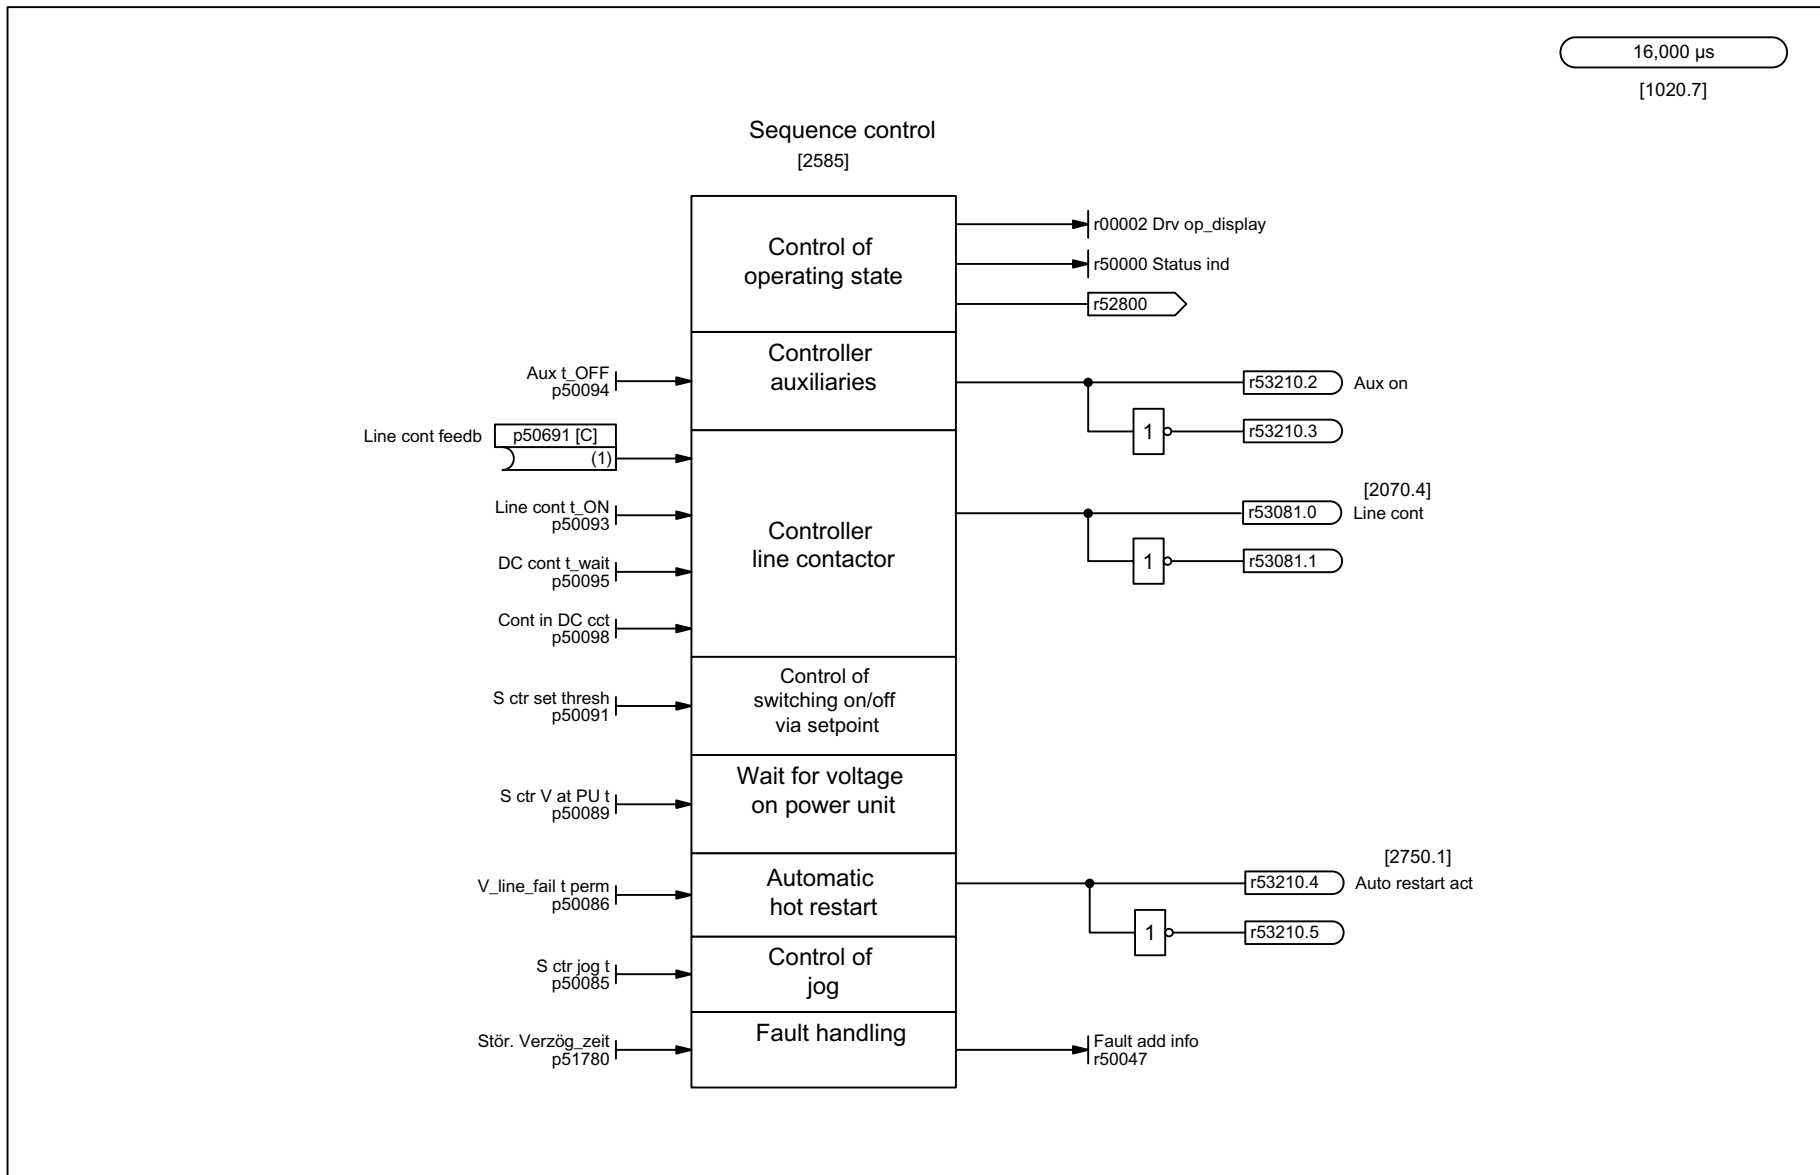 16,000 µs
[1020.7]
Sequence control
[2585]
Control of
operating state
r00002 Drv op_display
r50000 Status ind
r52800
Controller
auxiliaries
Aux t_OFF
p50094
r53210.2
Aux on
1
r53210.3
Line cont feedb
p50691 [C]
(1)
Line cont t_ON
p50093
DC cont t_wait
p50095
Cont in DC cct
p50098
Controller
line contactor
[2070.4]
r53081.0
Line cont
1
r53081.1
S ctr set thresh
p50091
Control of
switching on/off
via setpoint
S ctr V at PU t
p50089
Wait for voltage
on power unit
V_line_fail t perm
p50086
Automatic
hot restart
[2750.1]
r53210.4
Auto restart act
1
r53210.5
S ctr jog t
p50085
Control of
jog
Stör. Verzög_zeit
p51780
Fault handling
Fault add info
r50047